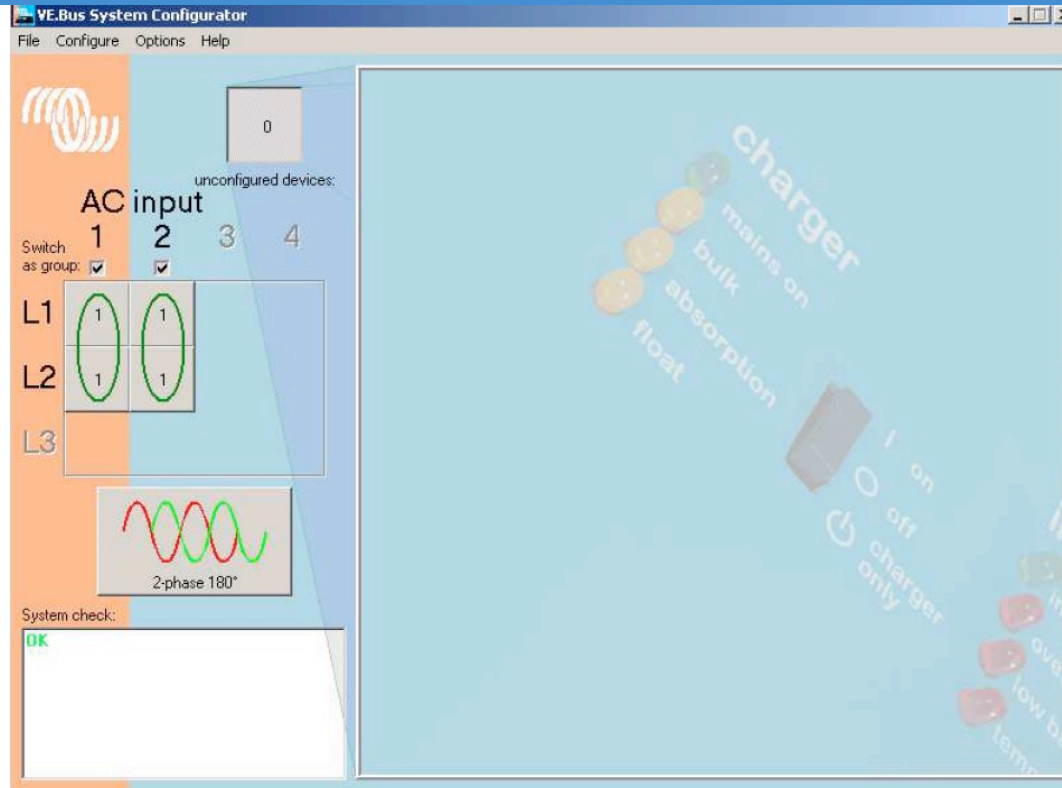 VE.Bus System Configurator
File Configure Options Help
0
unconfigured devices:
AC input
Switch as group:
1 2 3 4
L1 1 1
L2 1 1
L3
2-phase 180°
System check:
OK
charger
mains on
bulk
absorption
float
I on
off
charger
only
low
temp